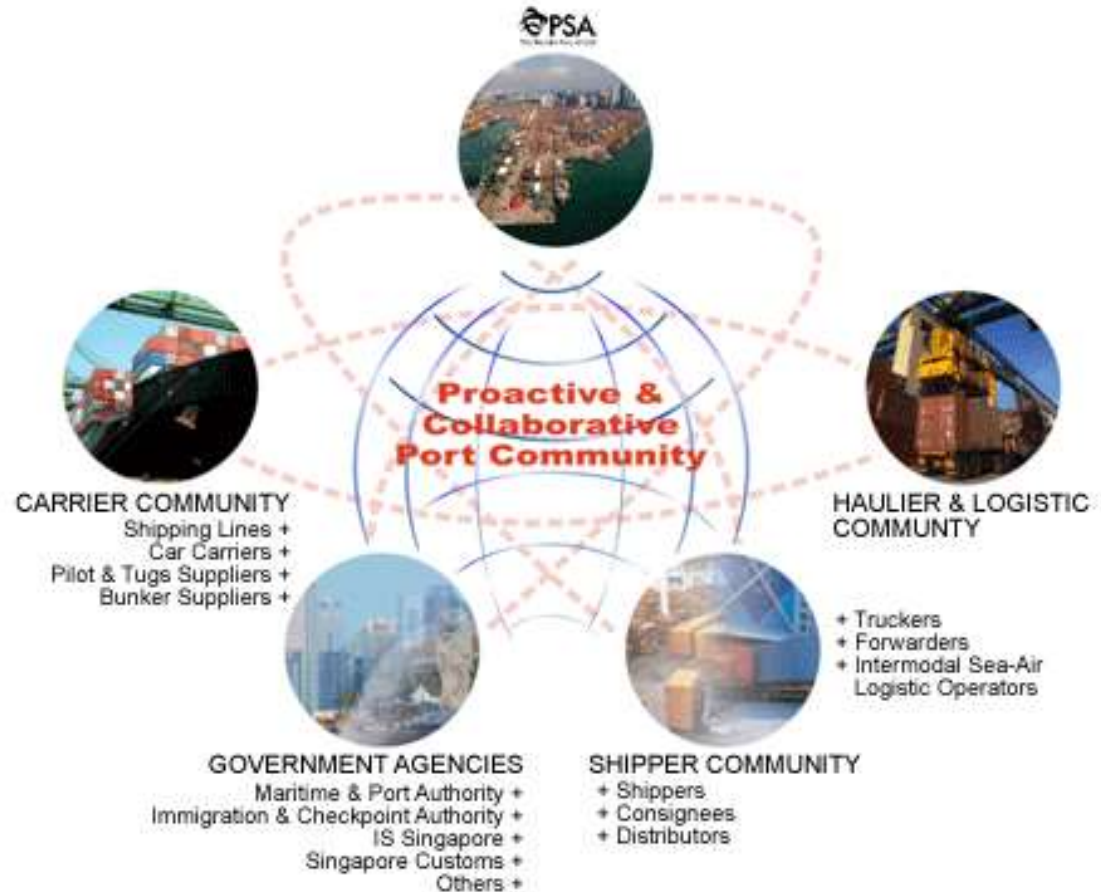 PSA
Proactive &
Collaborative
Port Community
CARRIER COMMUNITY
Shipping Lines +
Car Carriers +
Pilot & Tugs Suppliers +
Bunker Suppliers +
HAULIER & LOGISTIC
COMMUNTY
+ Truckers
+ Forwarders
+ Intermodal Sea-Air
Logistic Operators
GOVERNMENT AGENCIES
Maritime & Port Authority +
Immigration & Checkpoint Authority +
IS Singapore +
Singapore Customs +
Others +
SHIPPER COMMUNITY
+ Shippers
+ Consignees
+ Distributors